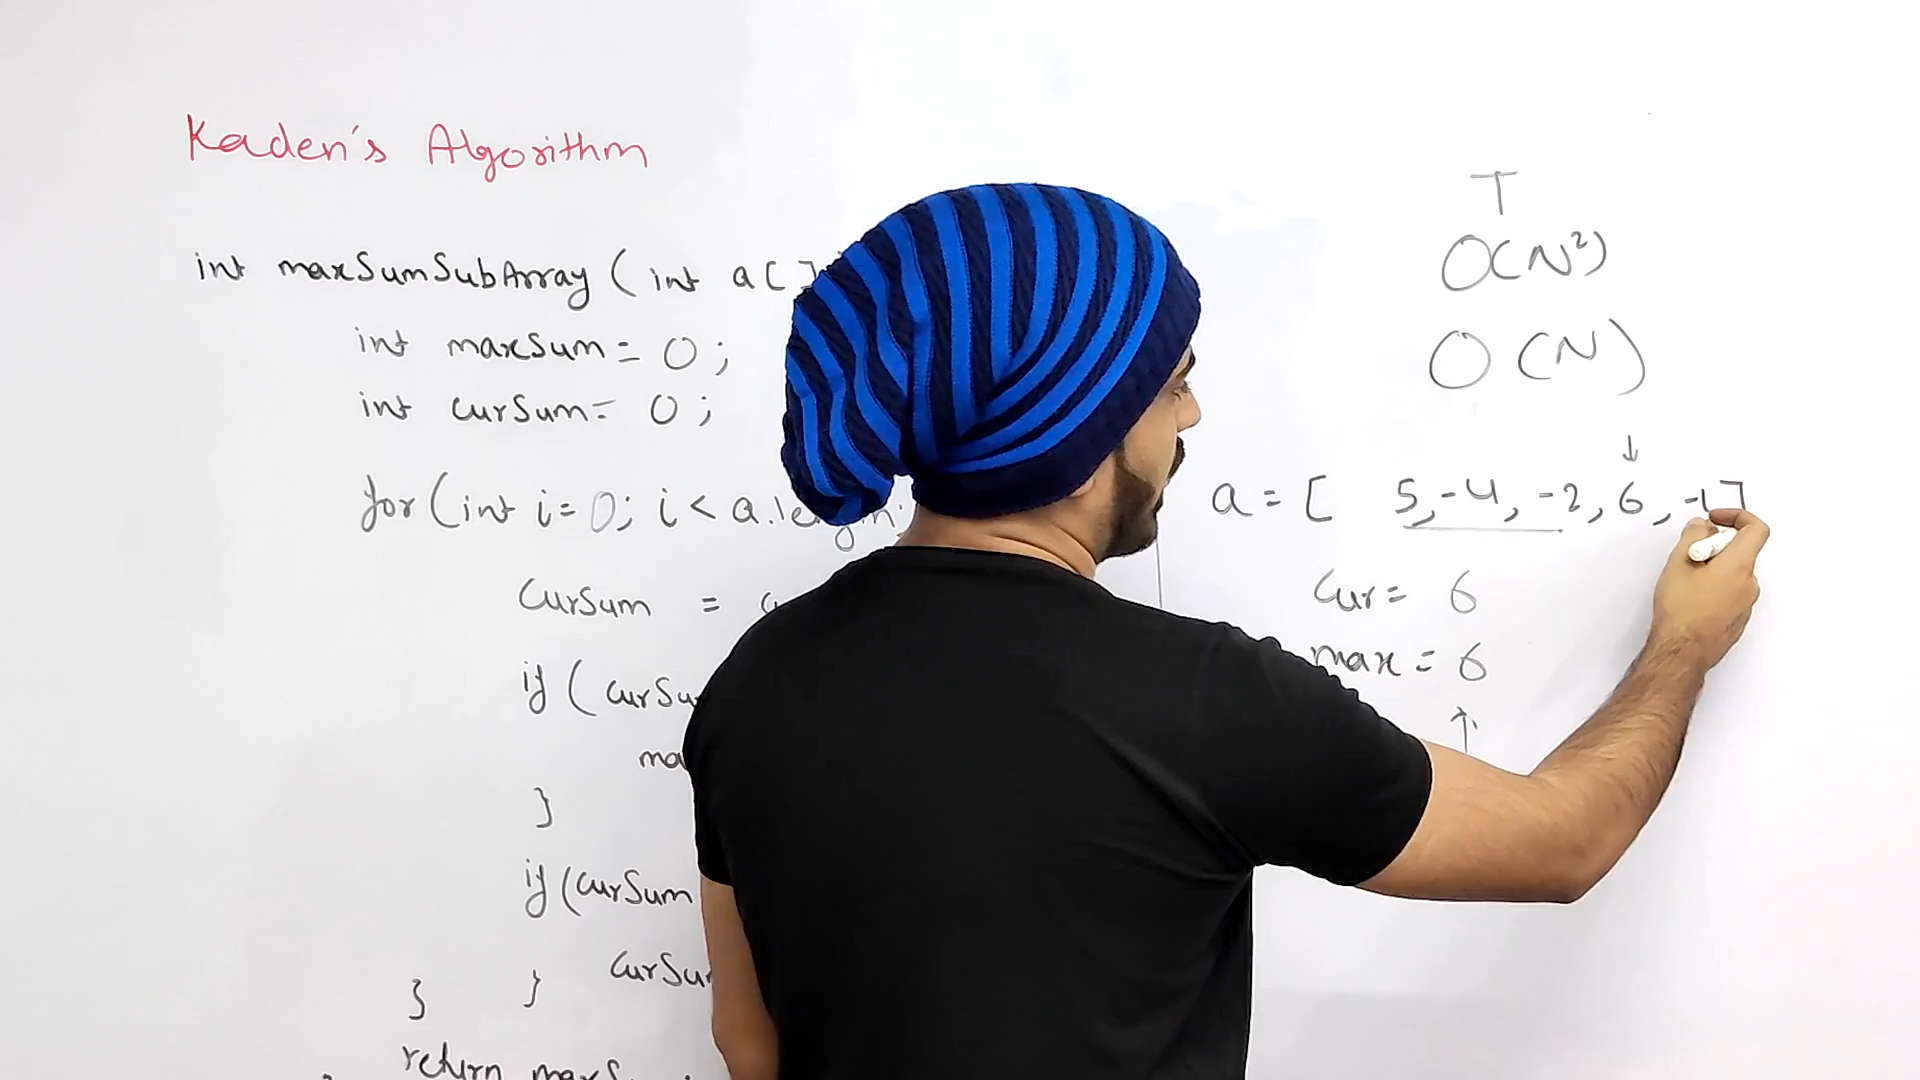 Kaden's Algorithm
int maxSumSubArray ( int a [ ]
int maxSum = 0 ;
int curSum = 0 ;
for ( int i = 0 ; i < a.length ;
curSum =
if ( curSu
ma
}
if ( curSum
curSu
}
}
return
T
O(N²)
O (N)
↓
a = [ 5, -4, -2, 6, -1 ]
cur = 6
max = 6
↑